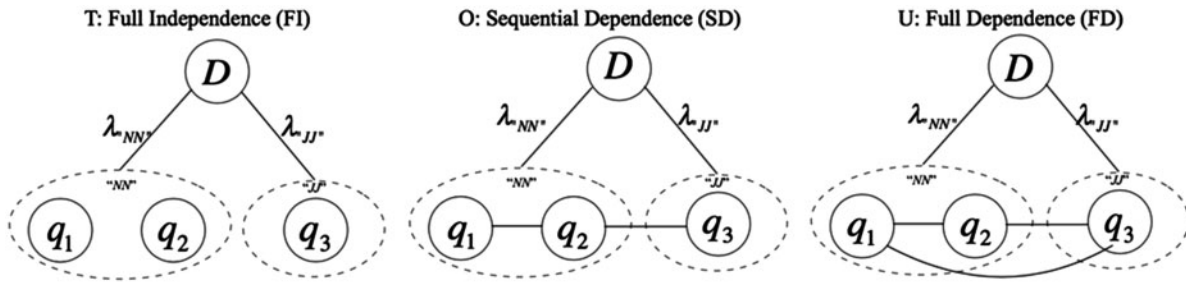 T: Full Independence (FI)
O: Sequential Dependence (SD)
U: Full Dependence (FD)
D
D
D
λ"NN"
λ"JJ"
λ"NN"
λ"JJ"
λ"NN"
λ"JJ"
"NN"
"JJ"
"NN"
"JJ"
"NN"
"JJ"
q1
q2
q3
q1
q2
q3
q1
q2
q3